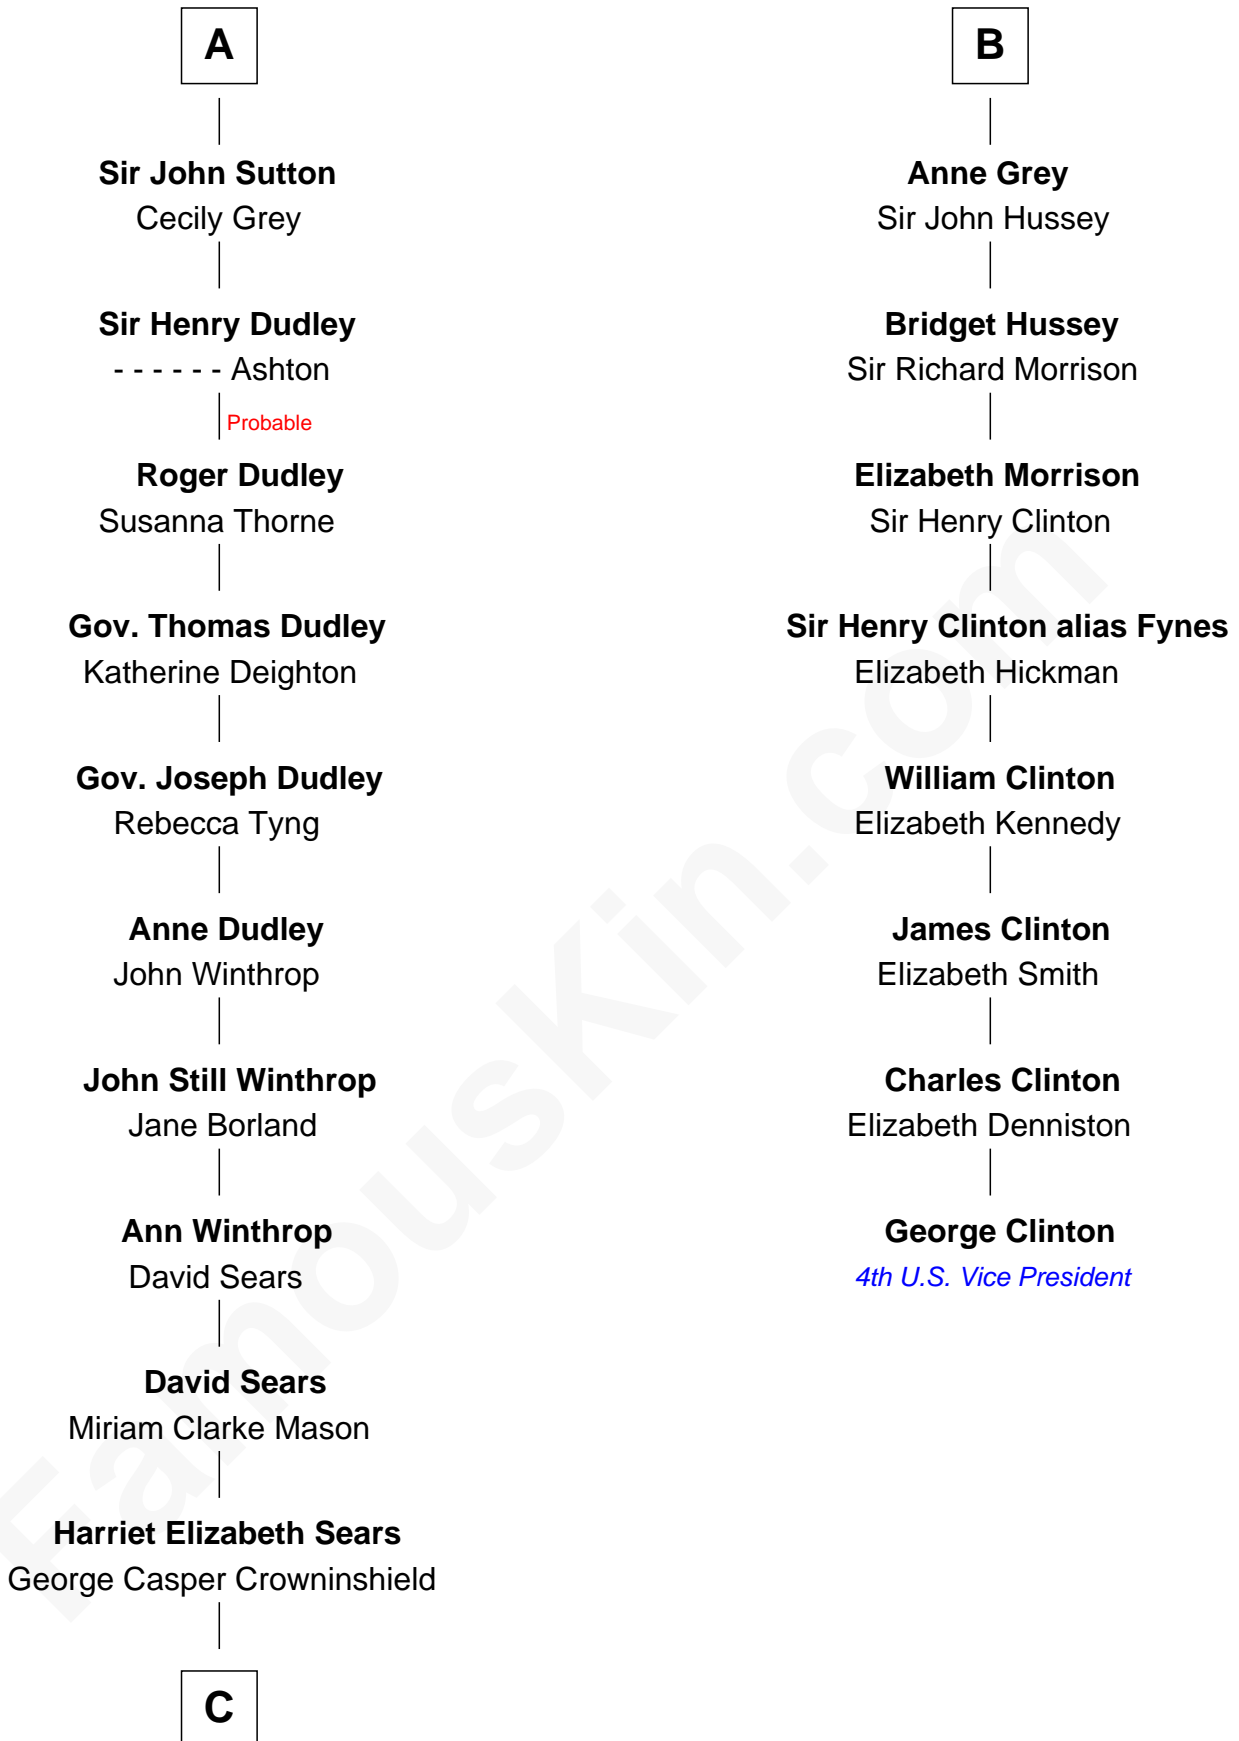 A
Sir John Sutton
Cecily Grey
Sir Henry Dudley
- - - - - - Ashton
Probable
Roger Dudley
Susanna Thorne
Gov. Thomas Dudley
Katherine Deighton
Gov. Joseph Dudley
Rebecca Tyng
Anne Dudley
John Winthrop
John Still Winthrop
Jane Borland
Ann Winthrop
David Sears
David Sears
Miriam Clarke Mason
Harriet Elizabeth Sears
George Casper Crowninshield
C
B
Anne Grey
Sir John Hussey
Bridget Hussey
Sir Richard Morrison
Elizabeth Morrison
Sir Henry Clinton
Sir Henry Clinton alias Fynes
Elizabeth Hickman
William Clinton
Elizabeth Kennedy
James Clinton
Elizabeth Smith
Charles Clinton
Elizabeth Denniston
George Clinton
4th U.S. Vice President
FamousKin.com